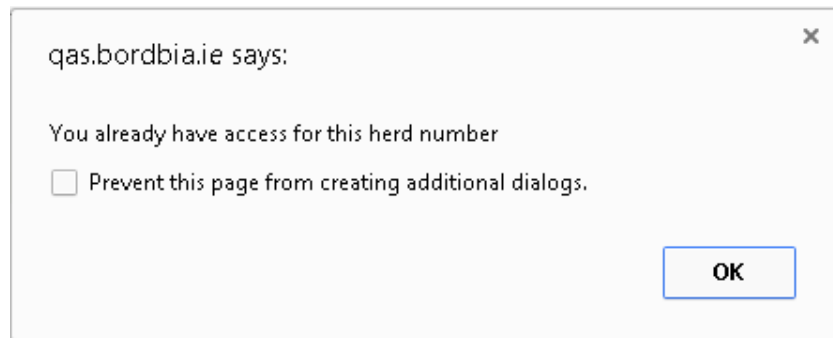 qas.bordbia.ie says:
You already have access for this herd number
Prevent this page from creating additional dialogs.
OK